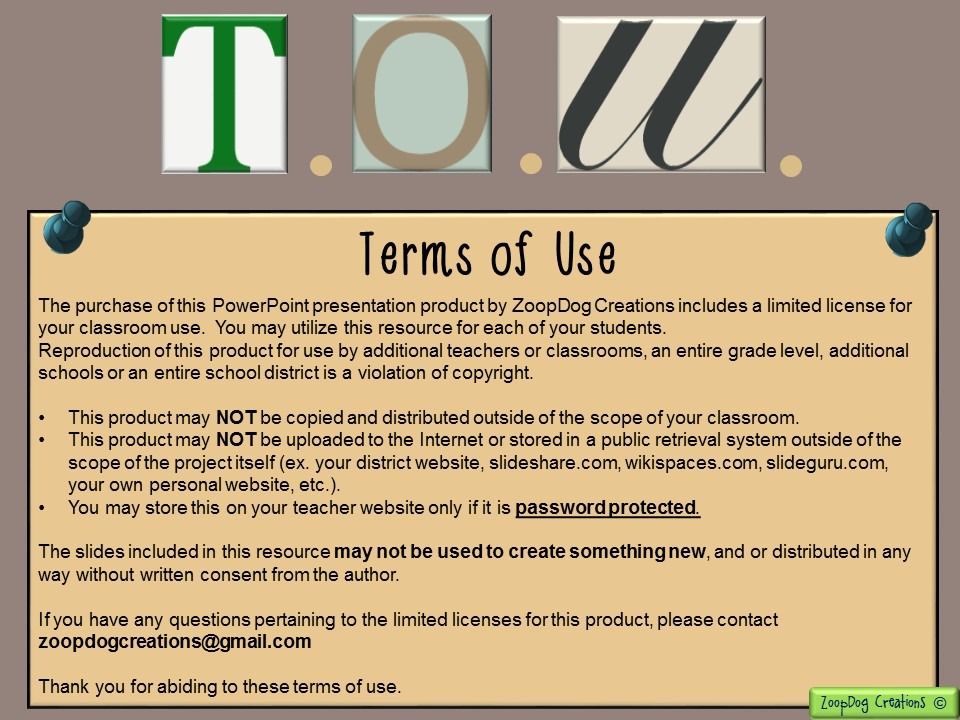 T.O.U.
Terms of Use
The purchase of this PowerPoint presentation product by ZoopDog Creations includes a limited license for
your classroom use.  You may utilize this resource for each of your students.
Reproduction of this product for use by additional teachers or classrooms, an entire grade level, additional
schools or an entire school district is a violation of copyright.
• This product may NOT be copied and distributed outside of the scope of your classroom.
• This product may NOT be uploaded to the Internet or stored in a public retrieval system outside of the
scope of the project itself (ex. your district website, slideshare.com, wikispaces.com, slideguru.com,
your own personal website, etc.).
• You may store this on your teacher website only if it is password protected.
The slides included in this resource may not be used to create something new, and or distributed in any
way without written consent from the author.
If you have any questions pertaining to the limited licenses for this product, please contact
zoopdogcreations@gmail.com
Thank you for abiding to these terms of use.
ZoopDog Creations ©